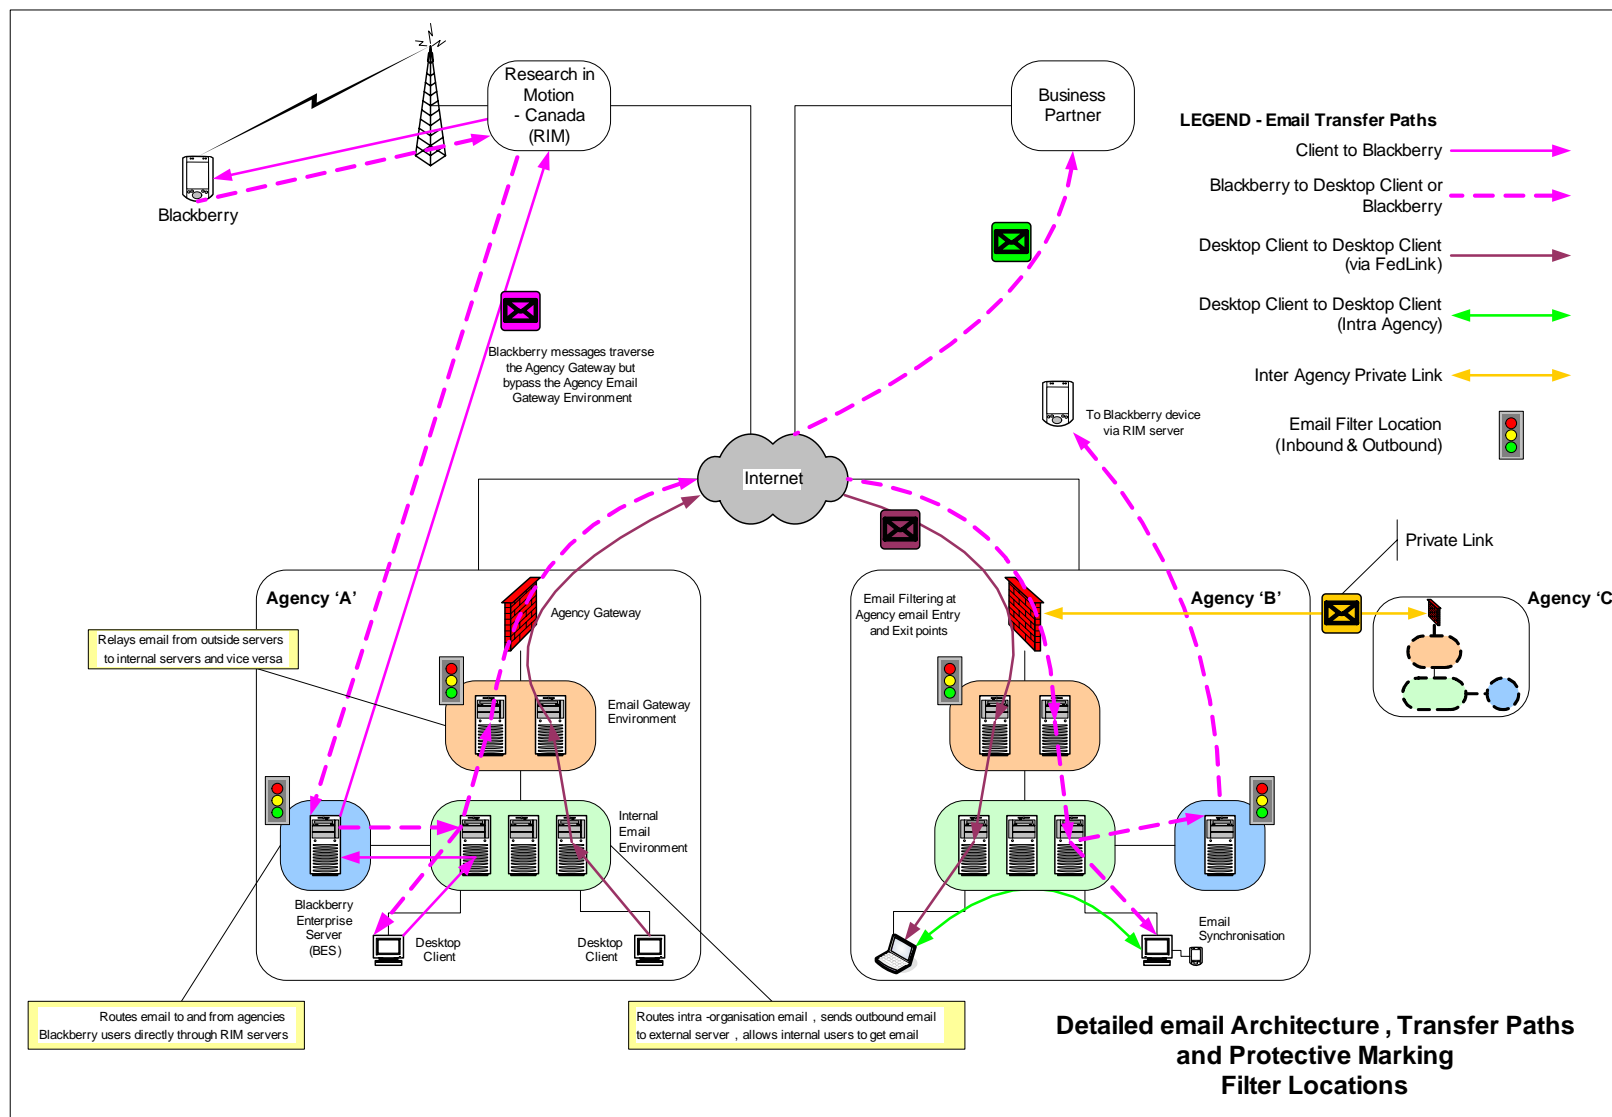 Research in
Motion
- Canada
(RIM)
Business
Partner
LEGEND - Email Transfer Paths
Client to Blackberry
Blackberry to Desktop Client or
Blackberry
Desktop Client to Desktop Client
(via FedLink)
Desktop Client to Desktop Client
(Intra Agency)
Inter Agency Private Link
Email Filter Location
(Inbound & Outbound)
Blackberry
Blackberry messages traverse
the Agency Gateway but
bypass the Agency Email
Gateway Environment
To Blackberry device
via RIM server
Internet
Private Link
Agency ‘A’
Agency Gateway
Email Filtering at
Agency email Entry
and Exit points
Agency ‘B’
Agency ‘C
Relays email from outside servers
to internal servers and vice versa
Email Gateway
Environment
Internal
Email
Environment
Blackberry
Enterprise
Server
(BES)
Desktop
Client
Desktop
Client
Email
Synchronisation
Routes email to and from agencies
Blackberry users directly through RIM servers
Routes intra -organisation email , sends outbound email
to external server , allows internal users to get email
Detailed email Architecture , Transfer Paths
and Protective Marking
Filter Locations